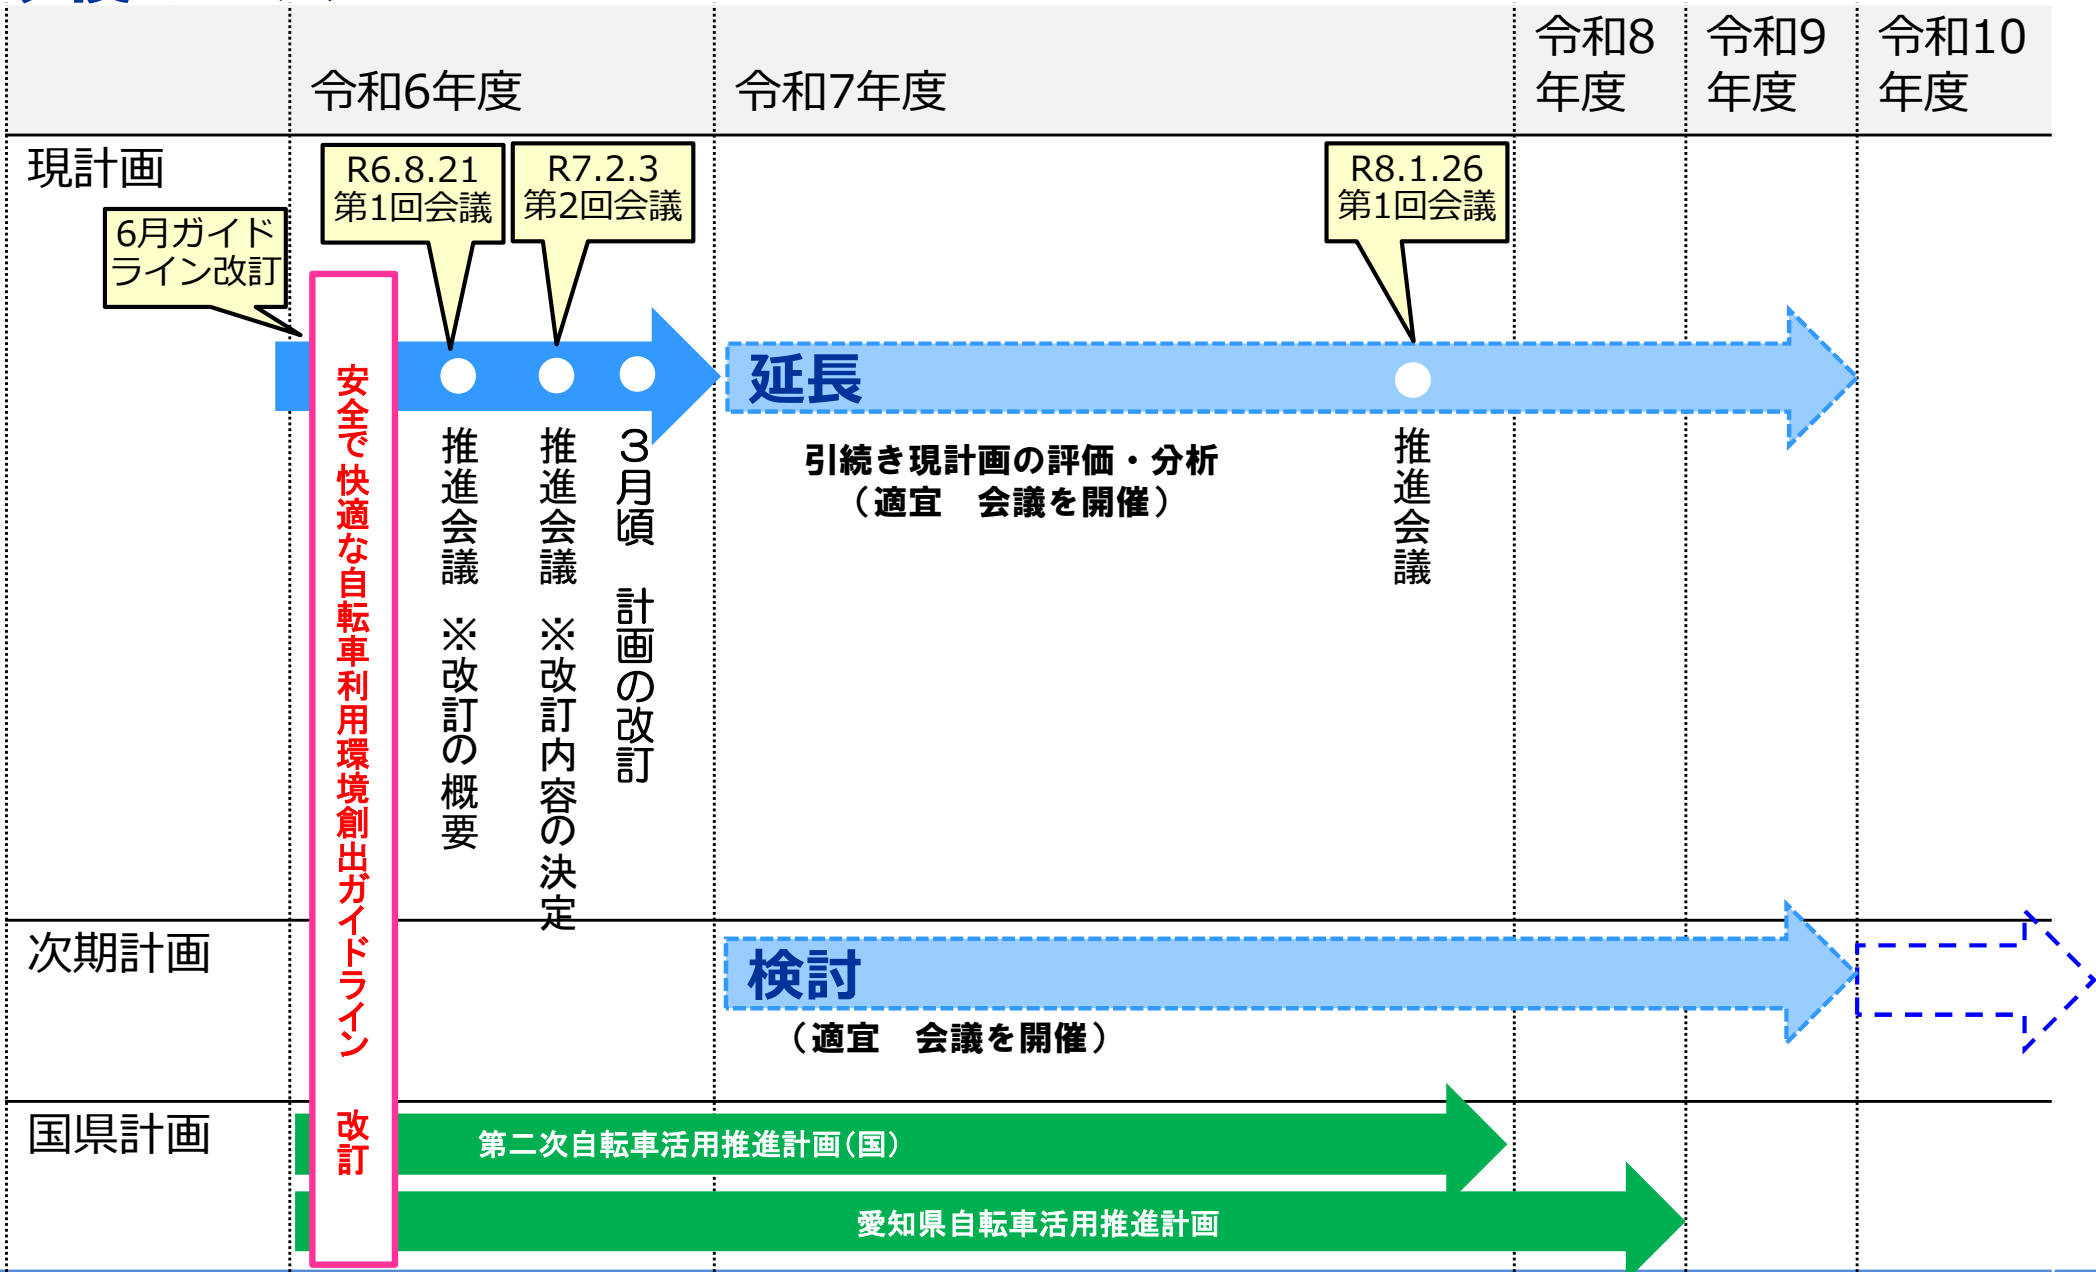 令和6年度
令和7年度
令和8
年度
令和9
年度
令和10
年度
現計画
6月ガイド
ライン改訂
R6.8.21
第1回会議
R7.2.3
第2回会議
R8.1.26
第1回会議
安全で快適な自転車利用環境創出ガイドライン　改訂
推進会議 ※改訂の概要
推進会議 ※改訂内容の決定
３月頃　計画の改訂
延長
引続き現計画の評価・分析
（適宜　会議を開催）
推進会議
次期計画
検討
（適宜　会議を開催）
国県計画
第二次自転車活用推進計画（国）
愛知県自転車活用推進計画